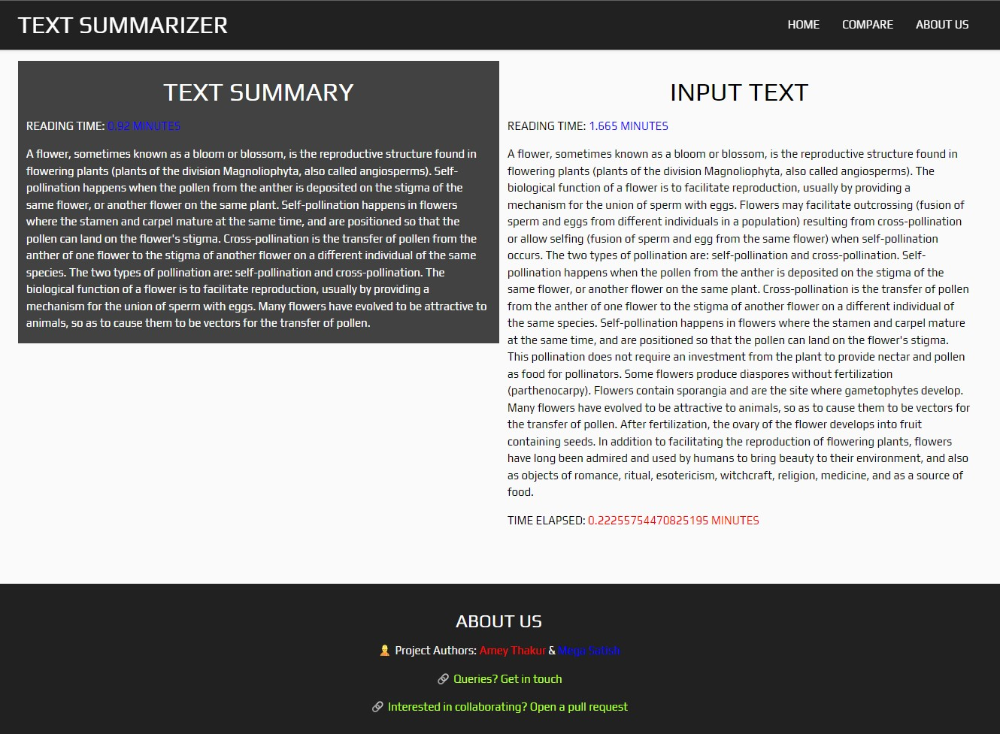 TEXT SUMMARIZER
HOME COMPARE ABOUT US
TEXT SUMMARY
READING TIME: 0.92 MINUTES
A flower, sometimes known as a bloom or blossom, is the reproductive structure found in
flowering plants (plants of the division Magnoliophyta, also called angiosperms). Self-
pollination happens when the pollen from the anther is deposited on the stigma of the
same flower, or another flower on the same plant. Self-pollination happens in flowers
where the stamen and carpel mature at the same time, and are positioned so that the
pollen can land on the flower's stigma. Cross-pollination is the transfer of pollen from the
anther of one flower to the stigma of another flower on a different individual of the same
species. The two types of pollination are: self-pollination and cross-pollination. The
biological function of a flower is to facilitate reproduction, usually by providing a
mechanism for the union of sperm with eggs. Many flowers have evolved to be attractive to
animals, so as to cause them to be vectors for the transfer of pollen.
INPUT TEXT
READING TIME: 1.665 MINUTES
A flower, sometimes known as a bloom or blossom, is the reproductive structure found in
flowering plants (plants of the division Magnoliophyta, also called angiosperms). The
biological function of a flower is to facilitate reproduction, usually by providing a
mechanism for the union of sperm with eggs. Flowers may facilitate outcrossing (fusion of
sperm and eggs from different individuals in a population) resulting from cross-pollination
or allow selfing (fusion of sperm and egg from the same flower) when self-pollination
occurs. The two types of pollination are: self-pollination and cross-pollination. Self-
pollination happens when the pollen from the anther is deposited on the stigma of the
same flower, or another flower on the same plant. Cross-pollination is the transfer of pollen
from the anther of one flower to the stigma of another flower on a different individual of
the same species. Self-pollination happens in flowers where the stamen and carpel mature
at the same time, and are positioned so that the pollen can land on the flower's stigma.
This pollination does not require an investment from the plant to provide nectar and pollen
as food for pollinators. Some flowers produce diaspores without fertilization
(parthenocarpy). Flowers contain sporangia and are the site where gametophytes develop.
Many flowers have evolved to be attractive to animals, so as to cause them to be vectors for
the transfer of pollen. After fertilization, the ovary of the flower develops into fruit
containing seeds. In addition to facilitating the reproduction of flowering plants, flowers
have long been admired and used by humans to bring beauty to their environment, and also
as objects of romance, ritual, esotericism, witchcraft, religion, medicine, and as a source of
food.
TIME ELAPSED: 0.22255754470825195 MINUTES
ABOUT US
Project Authors: Amey Thakur & Mega Satish
Queries? Get in touch
Interested in collaborating? Open a pull request